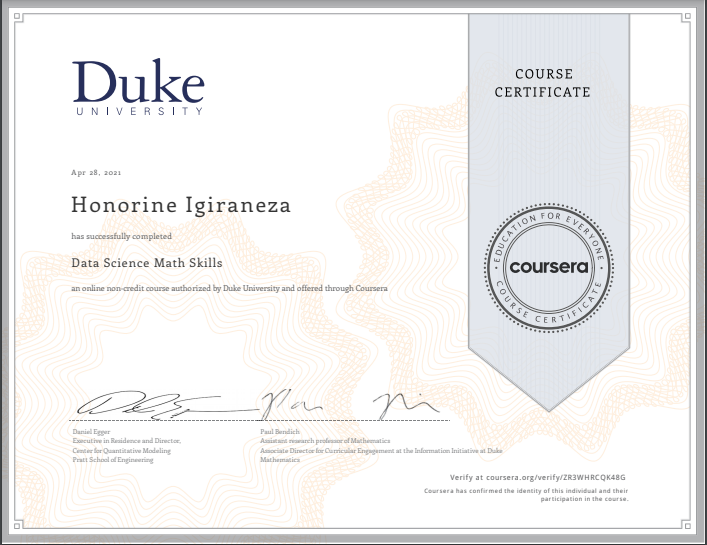 Duke
UNIVERSITY
COURSE
CERTIFICATE
Apr 28, 2021
Honorine Igiraneza
has successfully completed
Data Science Math Skills
an online non-credit course authorized by Duke University and offered through Coursera
EDUCATION FOR EVERYONE
coursera
COURSE CERTIFICATE
Daniel Egger
Executive in Residence and Director,
Center for Quantitative Modeling
Pratt School of Engineering
Paul Bendich
Assistant research professor of Mathematics
Associate Director for Curricular Engagement at the Information Initiative at Duke
Mathematics
Verify at coursera.org/verify/ZR3WHRCQK48G
Coursera has confirmed the identity of this individual and their
participation in the course.